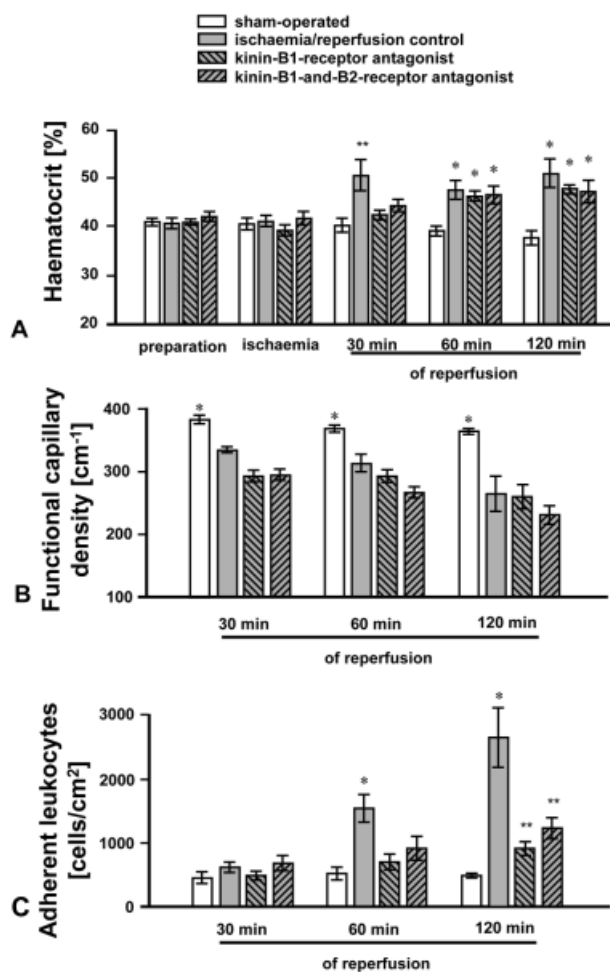 sham-operated
ischaemia/reperfusion control
kinin-B1-receptor antagonist
kinin-B1-and-B2-receptor antagonist
Haematocrit [%]
60
50
40
30
20
** * * * * * *
A
preparation ischaemia 30 min 60 min 120 min
of reperfusion
Functional capillary
density [cm-1]
400
300
200
100
* * *
B
30 min 60 min 120 min
of reperfusion
Adherent leukocytes
[cells/cm²]
3000
2000
1000
0
* * ** **
C
30 min 60 min 120 min
of reperfusion